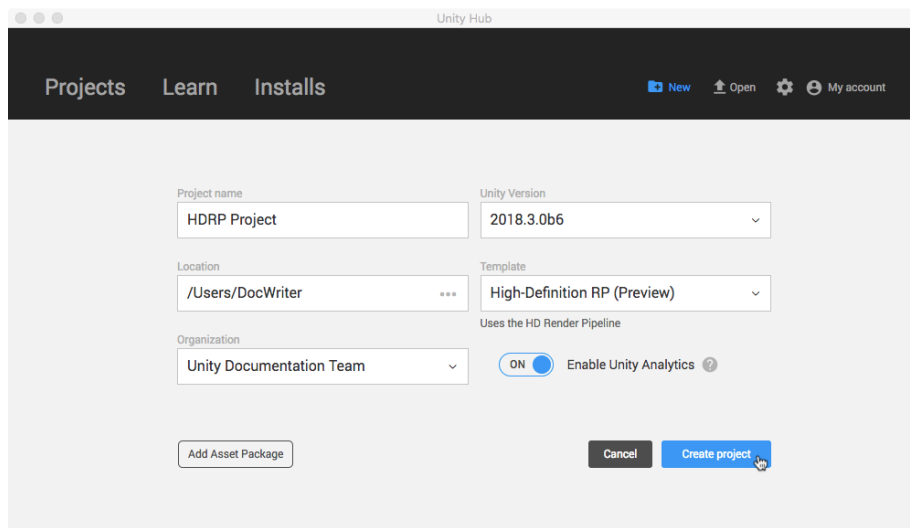 Unity Hub
Projects Learn Installs New Open My account
Project name Unity Version
HDRP Project 2018.3.0b6
Location Template
/Users/DocWriter High-Definition RP (Preview)
Uses the HD Render Pipeline
Organization
Unity Documentation Team ON Enable Unity Analytics ?
Add Asset Package Cancel Create project